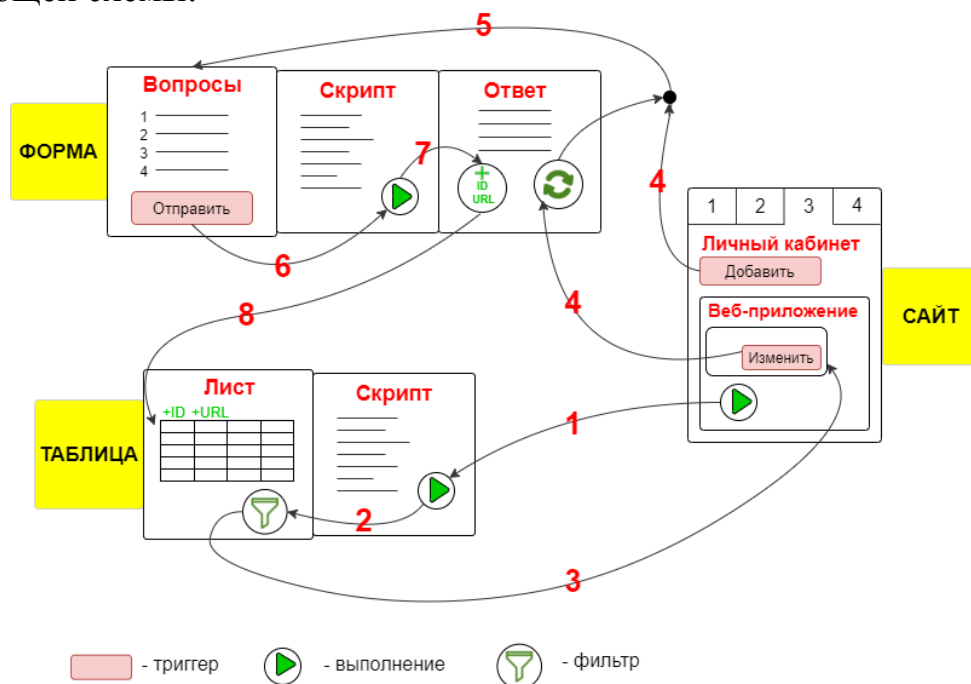 5
Вопросы
Скрипт
Ответ
1
2
3
4
ФОРМА
7
+
ID
URL
Отправить
6
4
1 2 3 4
Личный кабинет
Добавить
8
4
Веб-приложение
САЙТ
Изменить
Лист
Скрипт
+ID +URL
1
ТАБЛИЦА
2
3
- триггер
- выполнение
- фильтр